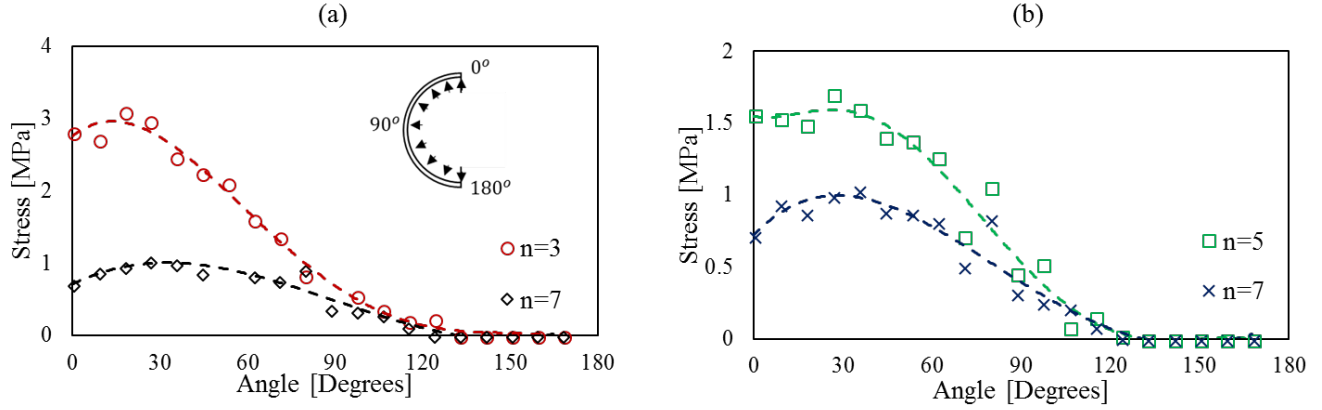 (a)
4
3
2
1
0
Stress [MPa]
0 30 60 90 120 150 180
Angle [Degrees]
0°
90°
180°
n=3
n=7
(b)
2
1.5
1
0.5
0
Stress [MPa]
0 30 60 90 120 150 180
Angle [Degrees]
n=5
n=7